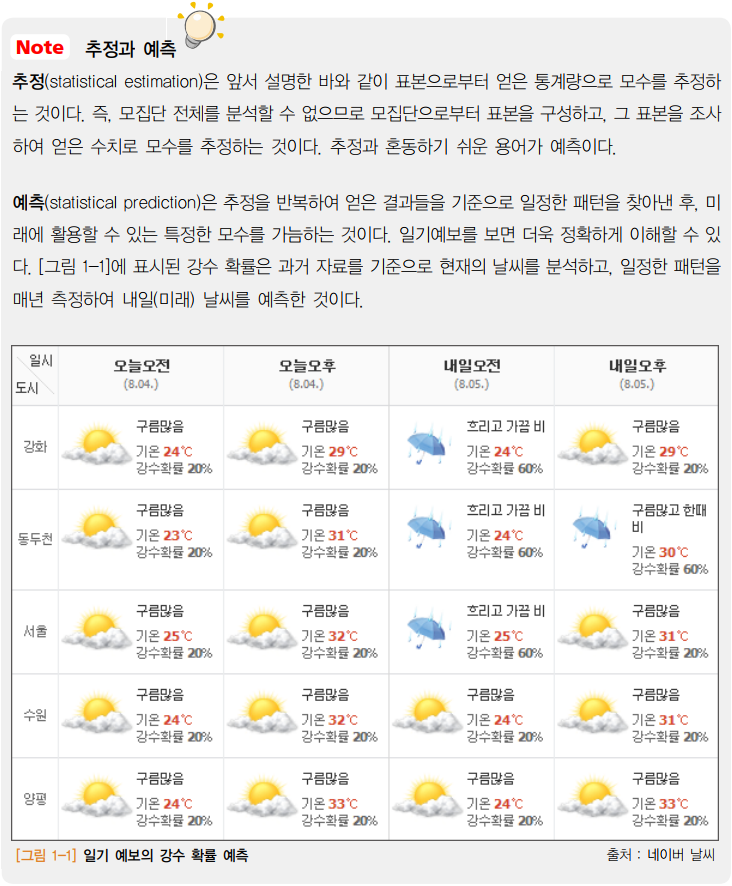 Note 추정과 예측
추정(statistical estimation)은 앞서 설명한 바와 같이 표본으로부터 얻은 통계량으로 모수를 추정하
는 것이다. 즉, 모집단 전체를 분석할 수 없으므로 모집단으로부터 표본을 구성하고, 그 표본을 조사
하여 얻은 수치로 모수를 추정하는 것이다. 추정과 혼동하기 쉬운 용어가 예측이다.
예측(statistical prediction)은 추정을 반복하여 얻은 결과들을 기준으로 일정한 패턴을 찾아낸 후, 미
래에 활용할 수 있는 특정한 모수를 가늠하는 것이다. 일기예보를 보면 더욱 정확하게 이해할 수 있
다. [그림 1-1]에 표시된 강수 확률은 과거 자료를 기준으로 현재의 날씨를 분석하고, 일정한 패턴을
매년 측정하여 내일(미래) 날씨를 예측한 것이다.
일시 오늘오전 오늘오후 내일오전 내일오후
도시 (8.04.) (8.04.) (8.05.) (8.05.)
강화
구름많음
기온 24℃
강수확률 20%
구름많음
기온 29℃
강수확률 20%
흐리고 가끔 비
기온 24℃
강수확률 60%
구름많음
기온 29℃
강수확률 20%
동두천
구름많음
기온 23℃
강수확률 20%
구름많음
기온 31℃
강수확률 20%
흐리고 가끔 비
기온 24℃
강수확률 60%
구름많고 한때
비
기온 30℃
강수확률 60%
서울
구름많음
기온 25℃
강수확률 20%
구름많음
기온 32℃
강수확률 20%
흐리고 가끔 비
기온 25℃
강수확률 60%
구름많음
기온 31℃
강수확률 20%
수원
구름많음
기온 24℃
강수확률 20%
구름많음
기온 32℃
강수확률 20%
구름많음
기온 24℃
강수확률 20%
구름많음
기온 31℃
강수확률 20%
양평
구름많음
기온 24℃
강수확률 20%
구름많음
기온 33℃
강수확률 20%
구름많음
기온 24℃
강수확률 20%
구름많음
기온 33℃
강수확률 20%
[그림 1-1] 일기 예보의 강수 확률 예측 출처 : 네이버 날씨